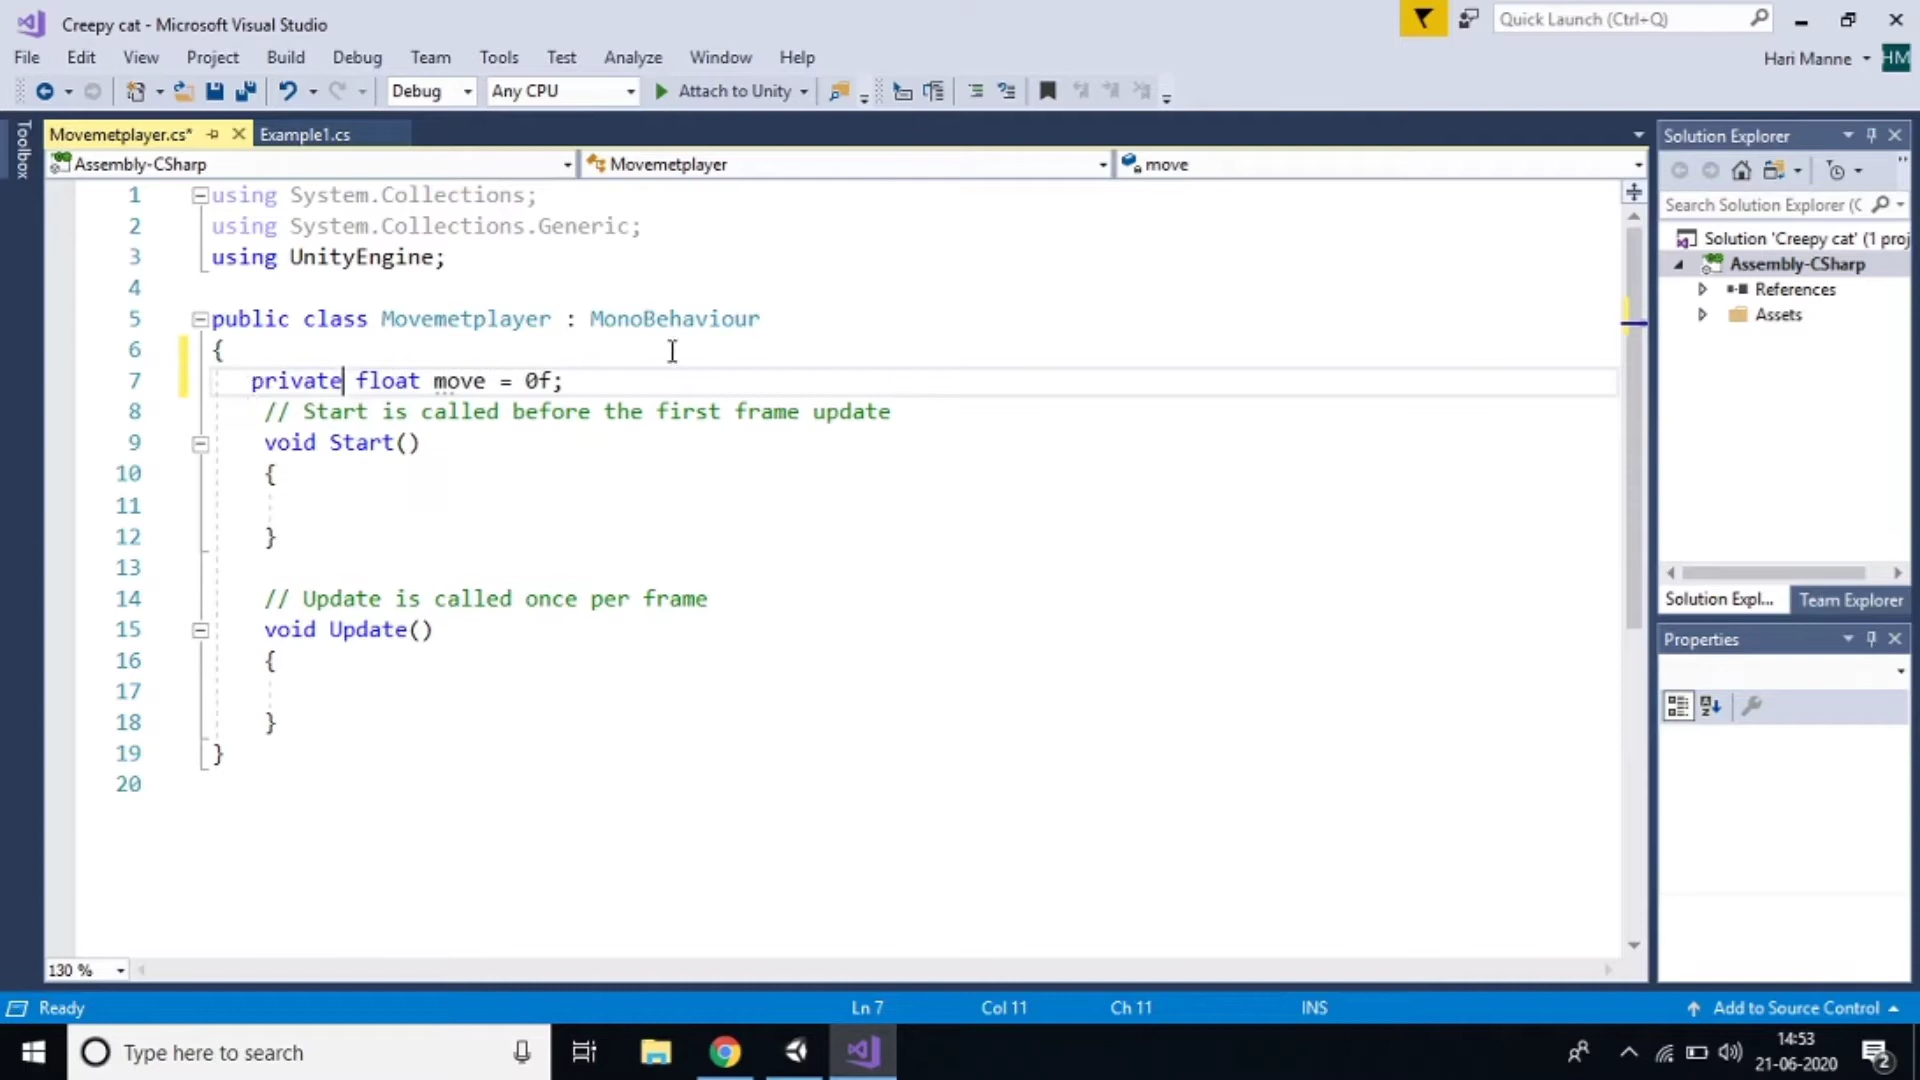 Creepy cat - Microsoft Visual Studio
Quick Launch (Ctrl+Q)
File Edit View Project Build Debug Team Tools Test Analyze Window Help
Hari Manne HM
Debug Any CPU Attach to Unity
Toolbox
Movemetplayer.cs* Example1.cs
Assembly-CSharp Movemetplayer move
1 using System.Collections;
2 using System.Collections.Generic;
3 using UnityEngine;
4
5 public class Movemetplayer : MonoBehaviour
6 {
7 private float move = 0f;
8 // Start is called before the first frame update
9 void Start()
10 {
11
12 }
13
14 // Update is called once per frame
15 void Update()
16 {
17
18 }
19 }
20
130 %
Solution Explorer
Search Solution Explorer (C
Solution 'Creepy cat' (1 proj
Assembly-CSharp
References
Assets
Solution Expl... Team Explorer
Properties
Ready Ln 7 Col 11 Ch 11 INS Add to Source Control
Type here to search
14:53
21-06-2020
2